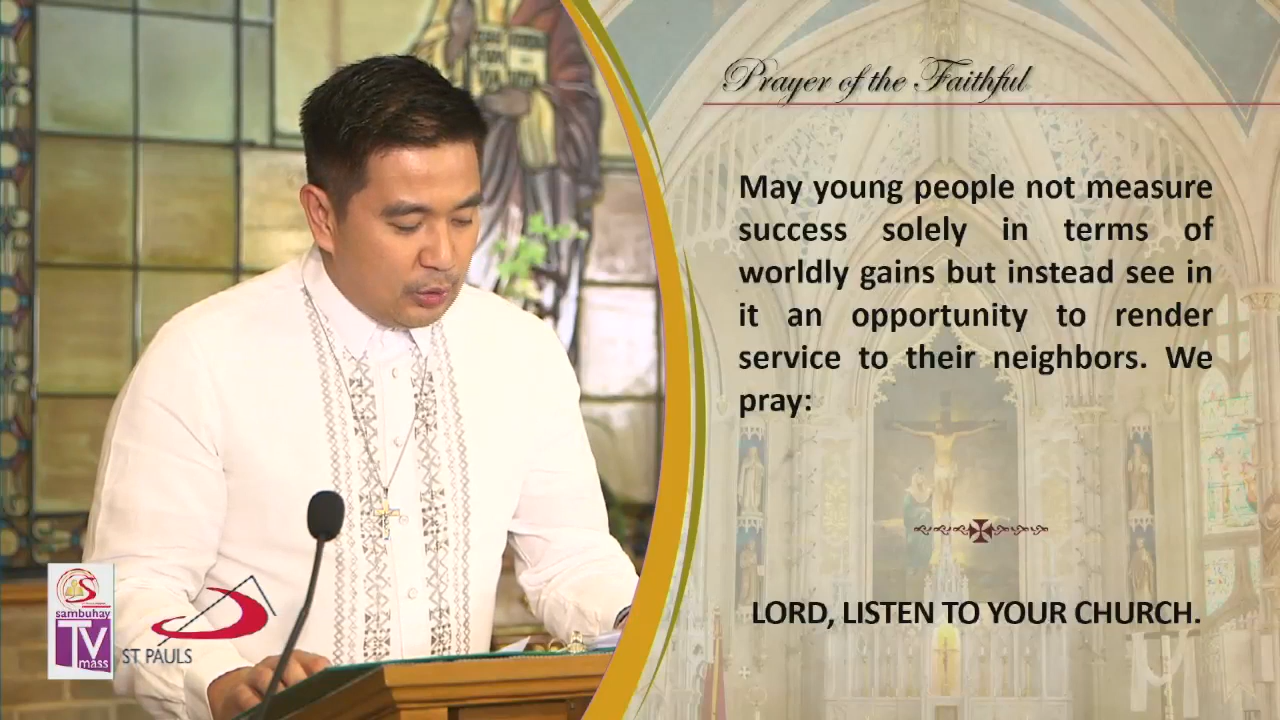 Prayer of the Faithful
May young people not measure
success solely in terms of
worldly gains but instead see in
it an opportunity to render
service to their neighbors. We
pray:
LORD, LISTEN TO YOUR CHURCH.
sambuhay
TV
mass
ST PAULS